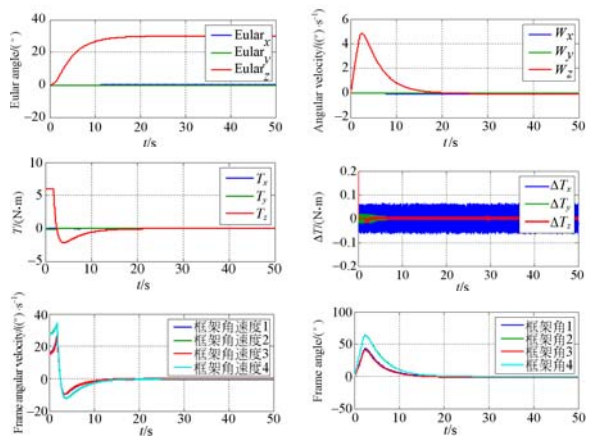 Eular angle/(°)
40
20
0
−20
0 10 20 30 40 50
t/s
Eular_x
Eular_y
Eular_z
Angular velocity/((°)·s⁻¹)
6
4
2
0
−2
0 10 20 30 40 50
t/s
W_x
W_y
W_z
T/(N·m)
10
5
0
−5
0 10 20 30 40 50
t/s
T_x
T_y
T_z
ΔT/(N·m)
0.2
0.1
0
−0.1
−0.2
0 10 20 30 40 50
t/s
ΔT_x
ΔT_y
ΔT_z
Frame angular velocity/((°)·s⁻¹)
40
20
0
−20
0 10 20 30 40 50
t/s
框架角速度1
框架角速度2
框架角速度3
框架角速度4
Frame angle/(°)
100
50
0
50
0 10 20 30 40 50
t/s
框架角1
框架角2
框架角3
框架角4